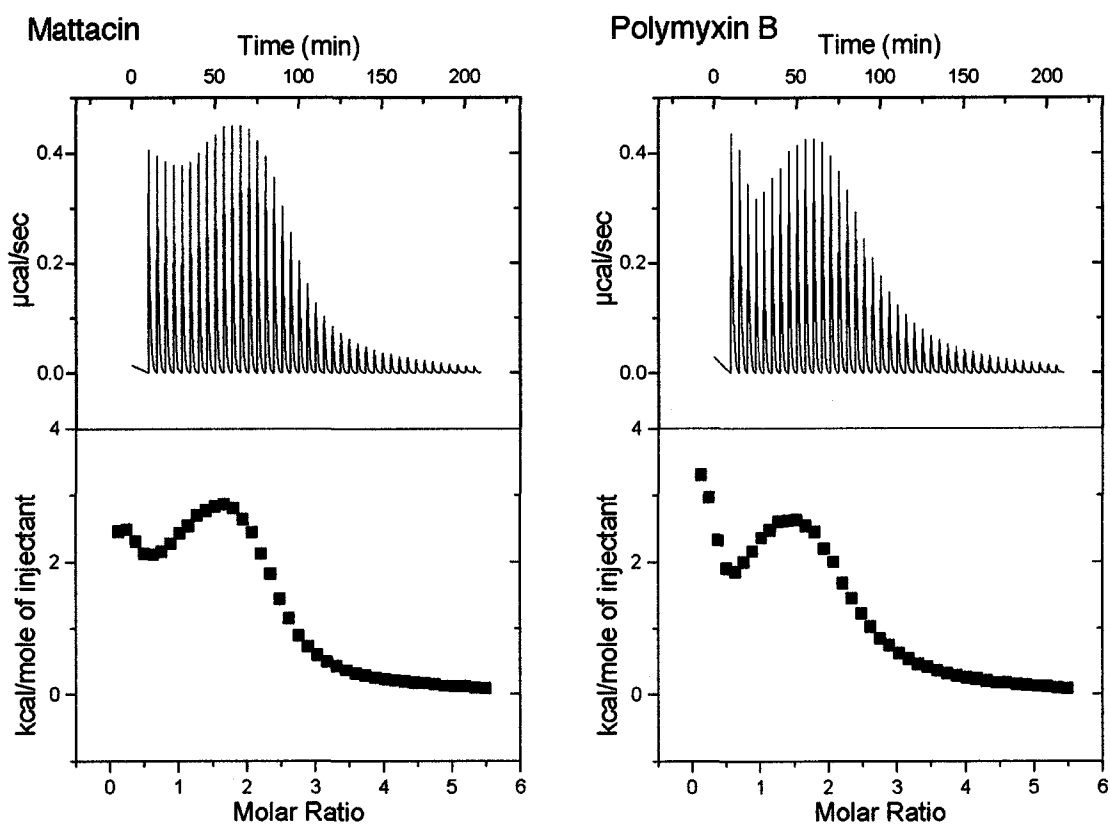 Mattacin
Time (min)
0 50 100 150 200
0.4
0.2
0.0
µcal/sec
4
2
0
kcal/mole of injectant
0 1 2 3 4 5 6
Molar Ratio
Polymyxin B
Time (min)
0 50 100 150 200
0.4
0.2
0.0
µcal/sec
4
2
0
kcal/mole of injectant
0 1 2 3 4 5 6
Molar Ratio